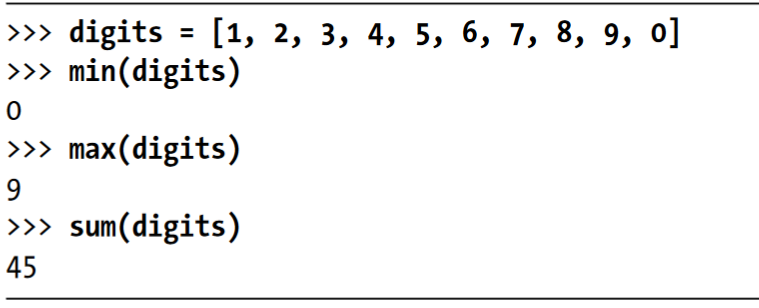 >>> digits = [1, 2, 3, 4, 5, 6, 7, 8, 9, 0]
>>> min(digits)
0
>>> max(digits)
9
>>> sum(digits)
45